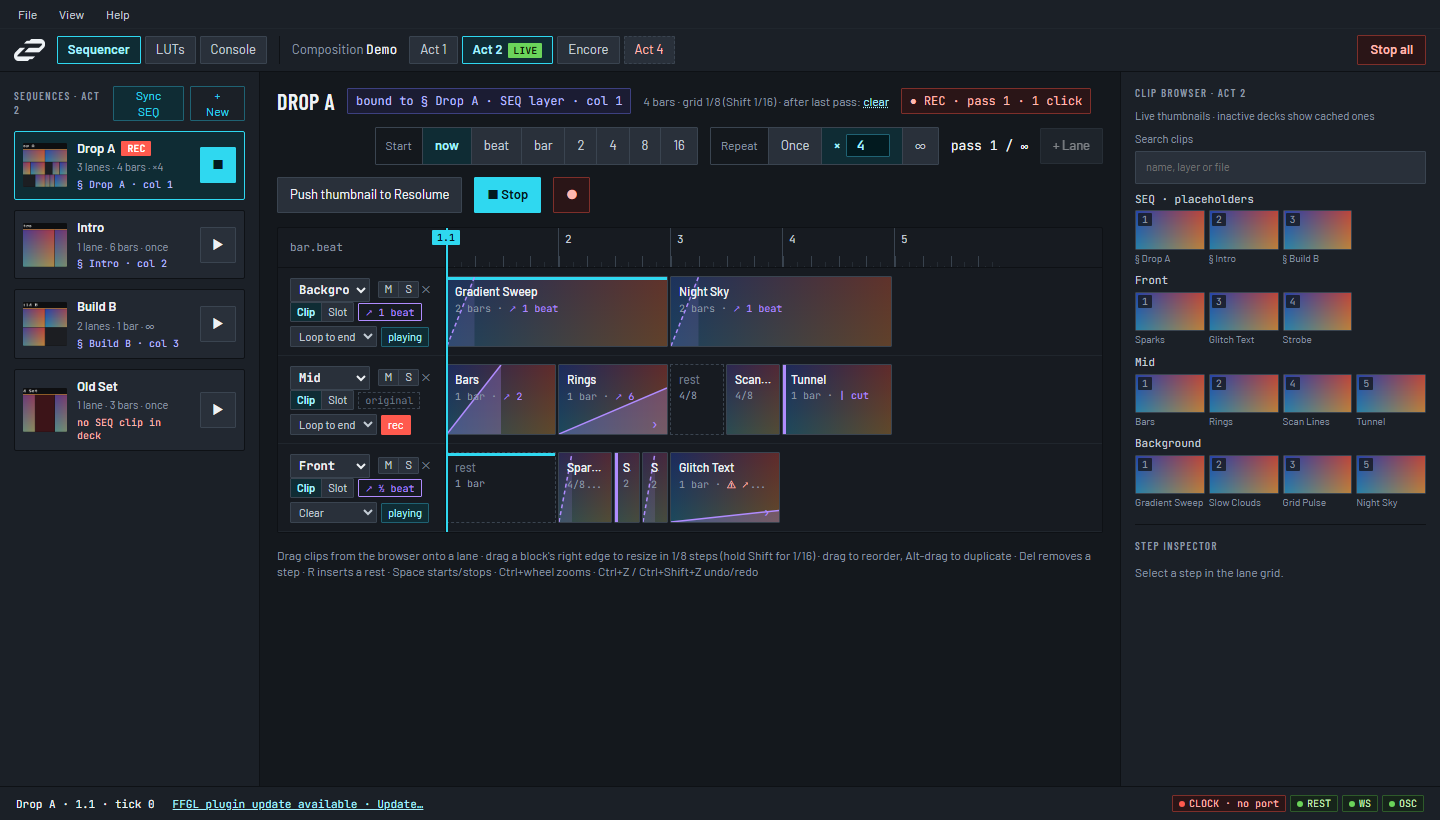 File View Help
Sequencer LUTs Console Composition Demo Act 1 Act 2 LIVE Encore Act 4 Stop all
SEQUENCES · ACT 2
Sync SEQ
+ New
Drop A REC
3 lanes · 4 bars · ×4
§ Drop A · col 1
Intro
1 lane · 6 bars · once
§ Intro · col 2
Build B
2 lanes · 1 bar · ∞
§ Build B · col 3
Old Set
1 lane · 3 bars · once
no SEQ clip in
deck
DROP A bound to § Drop A · SEQ layer · col 1 4 bars · grid 1/8 (Shift 1/16) · after last pass: clear ● REC · pass 1 · 1 click
Start now beat bar 2 4 8 16 Repeat Once × 4 ∞ pass 1 / ∞ + Lane
Push thumbnail to Resolume ■ Stop ●
bar.beat 1.1 2 3 4 5
Backgro M S ×
Clip Slot ↗ 1 beat
Loop to end playing
Gradient Sweep
2 bars · ↗ 1 beat
Night Sky
2 bars · ↗ 1 beat
Mid M S ×
Clip Slot original
Loop to end rec
Bars
1 bar · ↗ 2
Rings
1 bar · ↗ 6
rest
4/8
Scan...
4/8
Tunnel
1 bar · | cut
Front M S ×
Clip Slot ↗ ½ beat
Clear playing
rest
1 bar
Spar...
4/8...
S
2
S
2
Glitch Text
1 bar · ⚠ ↗...
Drag clips from the browser onto a lane · drag a block's right edge to resize in 1/8 steps (hold Shift for 1/16) · drag to reorder, Alt-drag to duplicate · Del removes a
step · R inserts a rest · Space starts/stops · Ctrl+wheel zooms · Ctrl+Z / Ctrl+Shift+Z undo/redo
CLIP BROWSER · ACT 2
Live thumbnails · inactive decks show cached ones
Search clips
name, layer or file
SEQ · placeholders
1 2 3
§ Drop A § Intro § Build B
Front
1 3 4
Sparks Glitch Text Strobe
Mid
1 2 4 5
Bars Rings Scan Lines Tunnel
Background
1 2 3 5
Gradient Sweep Slow Clouds Grid Pulse Night Sky
STEP INSPECTOR
Select a step in the lane grid.
Drop A · 1.1 · tick 0 FFGL plugin update available · Update… ● CLOCK · no port ● REST ● WS ● OSC